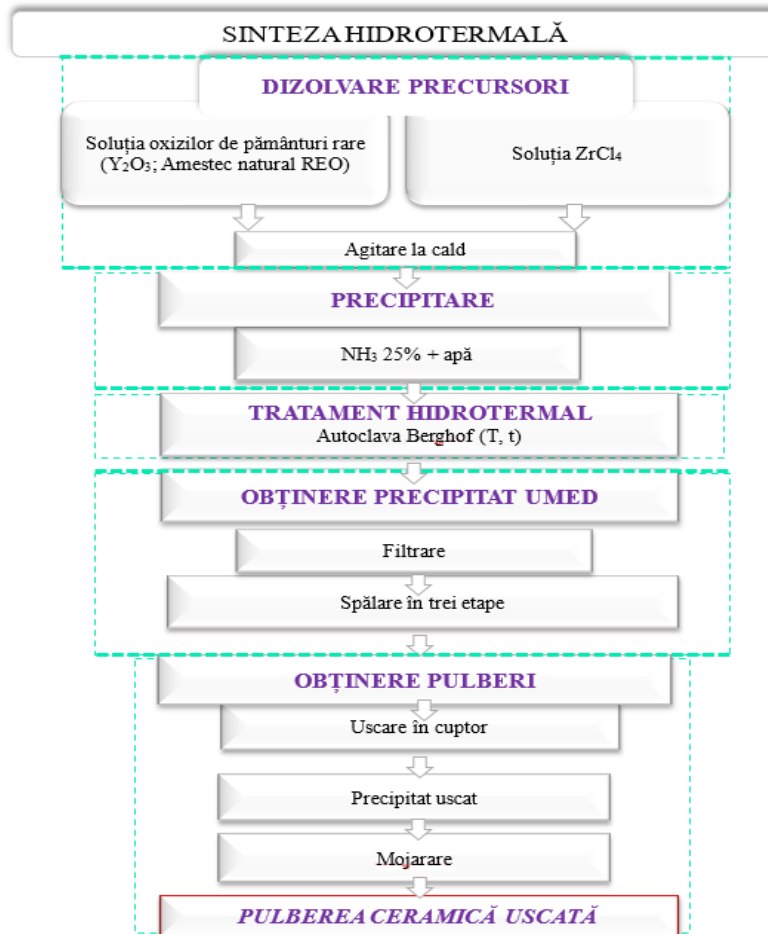 SINTEZA HIDROTERMALĂ
DIZOLVARE PRECURSORI
Soluția oxizilor de pământuri rare
(Y₂O₃; Amestec natural REO)
Soluția ZrCl₄
Agitare la cald
PRECIPITARE
NH₃ 25% + apă
TRATAMENT HIDROTERMAL
Autoclava Berghof (T, t)
OBȚINERE PRECIPITAT UMED
Filtrare
Spălare în trei etape
OBȚINERE PULBERI
Uscare în cuptor
Precipitat uscat
Mojarare
PULBEREA CERAMICĂ USCATĂ